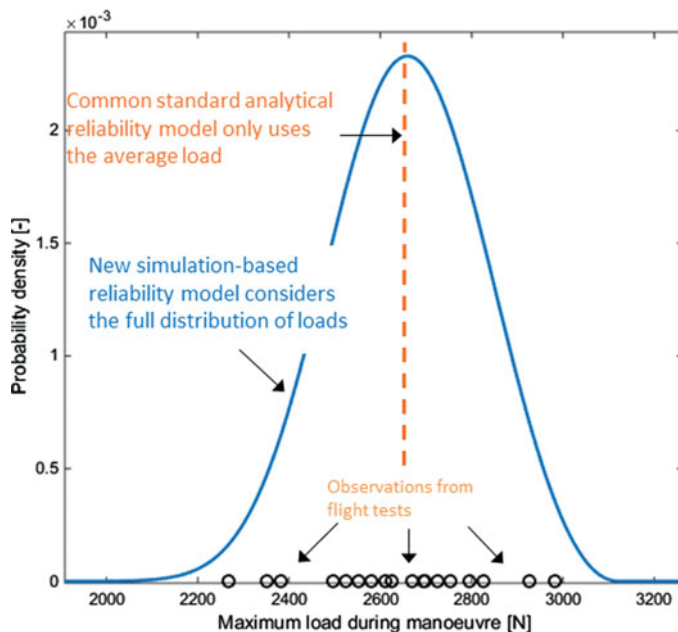 × 10⁻³
Common standard analytical
reliability model only uses
the average load
2
Probability density [-]
1.5
New simulation-based
reliability model considers
the full distribution of loads
1
0.5
Observations from
flight tests
0
2000 2200 2400 2600 2800 3000 3200
Maximum load during manoeuvre [N]